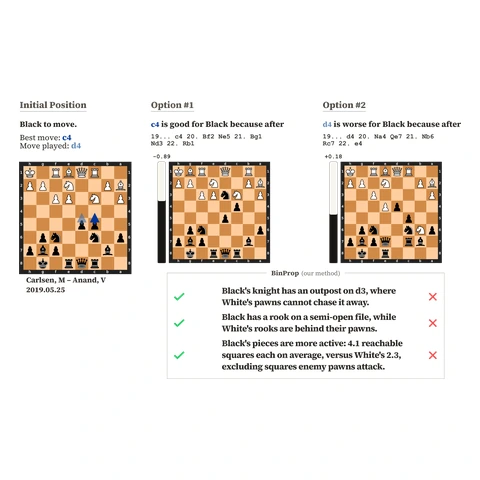 Initial Position
Black to move.
Best move: c4
Move played: d4
Carlsen, M – Anand, V
2019.05.25
Option #1
c4 is good for Black because after
19... c4 20. Bf2 Ne5 21. Bg1
Nd3 22. Rb1
-0.89
Option #2
d4 is worse for Black because after
19... d4 20. Na4 Qe7 21. Nb6
Rc7 22. e4
+0.18
BinProp (our method)
Black's knight has an outpost on d3, where
White's pawns cannot chase it away.
Black has a rook on a semi-open file, while
White's rooks are behind their pawns.
Black's pieces are more active: 4.1 reachable
squares each on average, versus White's 2.3,
excluding squares enemy pawns attack.